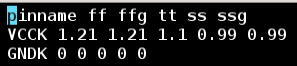 pinname ff ffg tt ss ssg
VCCK 1.21 1.21 1.1 0.99 0.99
GNDK 0 0 0 0 0